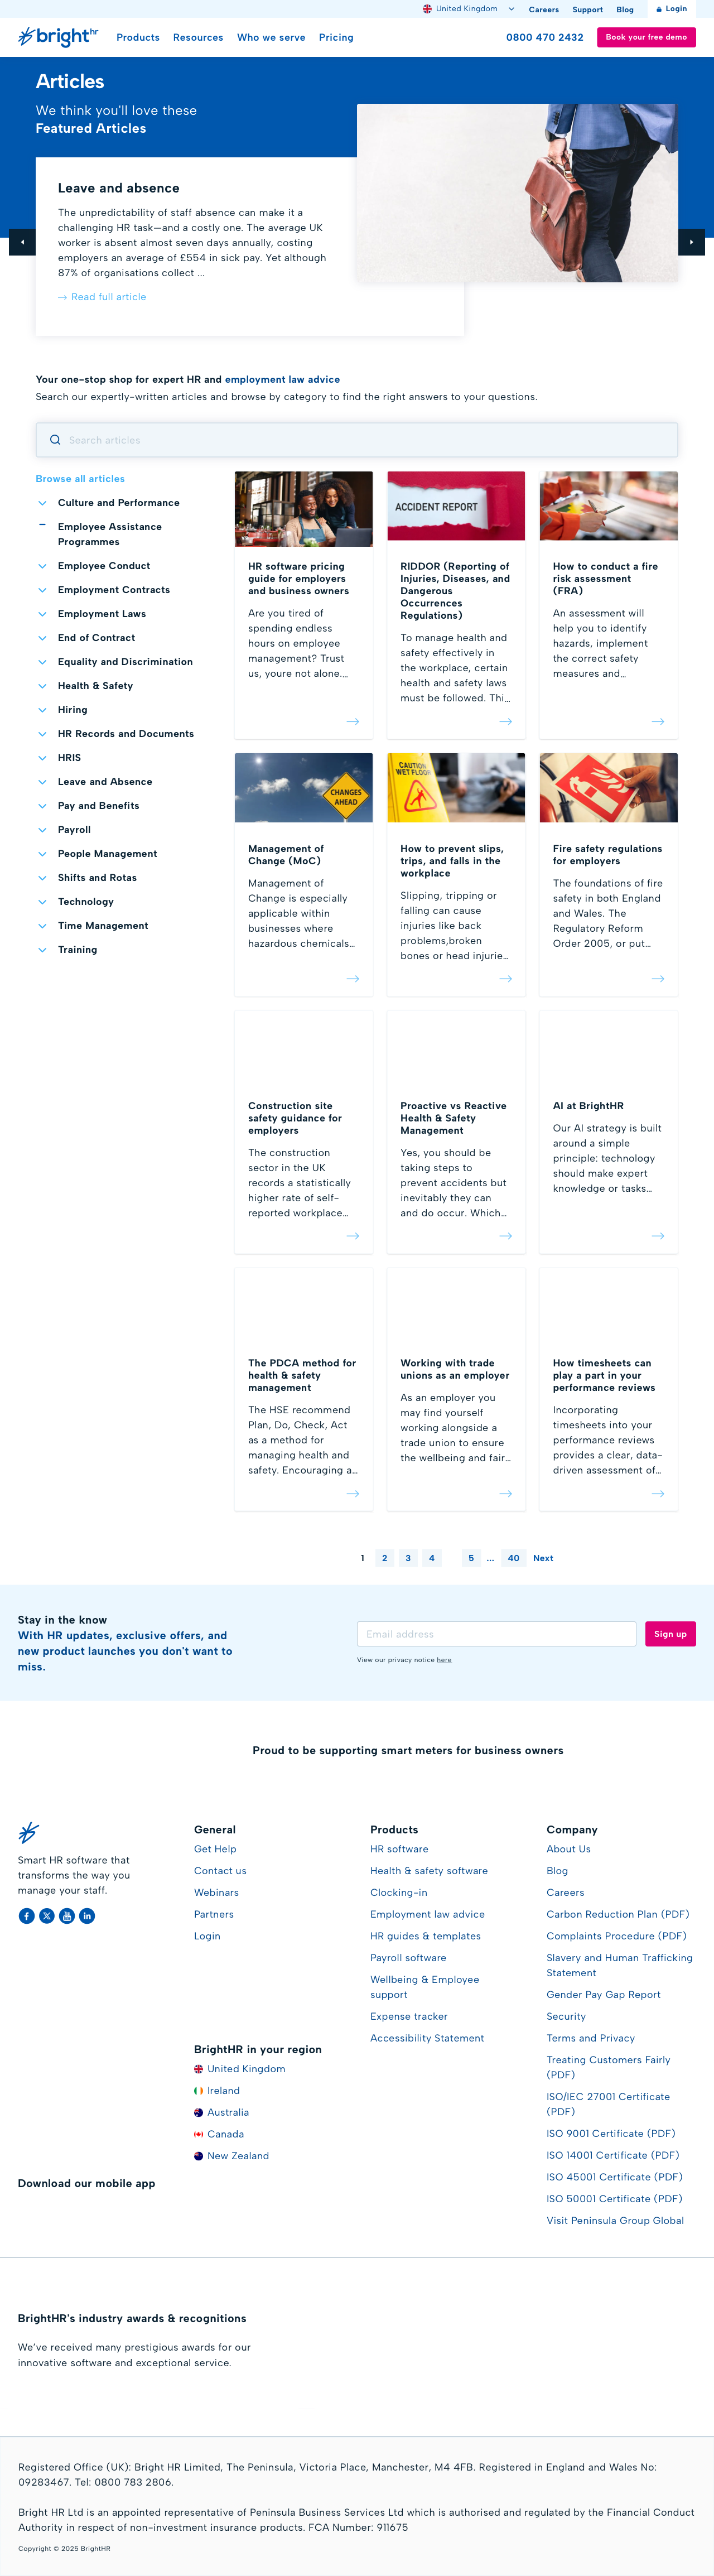 United Kingdom
Careers
Support
Blog
Login
brighthr
Products
Resources
Who we serve
Pricing
0800 470 2432
Book your free demo
Articles
We think you'll love these
Featured Articles
Leave and absence
The unpredictability of staff absence can make it a
challenging HR task—and a costly one. The average UK
worker is absent almost seven days annually, costing
employers an average of £554 in sick pay. Yet although
87% of organisations collect ...
Read full article
Your one-stop shop for expert HR and employment law advice
Search our expertly-written articles and browse by category to find the right answers to your questions.
Search articles
Browse all articles
Culture and Performance
Employee Assistance
Programmes
Employee Conduct
Employment Contracts
Employment Laws
End of Contract
Equality and Discrimination
Health & Safety
Hiring
HR Records and Documents
HRIS
Leave and Absence
Pay and Benefits
Payroll
People Management
Shifts and Rotas
Technology
Time Management
Training
HR software pricing
guide for employers
and business owners
Are you tired of
spending endless
hours on employee
management? Trust
us, youre not alone.…
ACCIDENT REPORT
RIDDOR (Reporting of
Injuries, Diseases, and
Dangerous
Occurrences
Regulations)
To manage health and
safety effectively in
the workplace, certain
health and safety laws
must be followed. Thi…
How to conduct a fire
risk assessment
(FRA)
An assessment will
help you to identify
hazards, implement
the correct safety
measures and…
CHANGES
AHEAD
Management of
Change (MoC)
Management of
Change is especially
applicable within
businesses where
hazardous chemicals…
CAUTION
WET FLOOR
How to prevent slips,
trips, and falls in the
workplace
Slipping, tripping or
falling can cause
injuries like back
problems,broken
bones or head injurie…
Fire safety regulations
for employers
The foundations of fire
safety in both England
and Wales. The
Regulatory Reform
Order 2005, or put…
Construction site
safety guidance for
employers
The construction
sector in the UK
records a statistically
higher rate of self-
reported workplace…
Proactive vs Reactive
Health & Safety
Management
Yes, you should be
taking steps to
prevent accidents but
inevitably they can
and do occur. Which…
AI at BrightHR
Our AI strategy is built
around a simple
principle: technology
should make expert
knowledge or tasks…
The PDCA method for
health & safety
management
The HSE recommend
Plan, Do, Check, Act
as a method for
managing health and
safety. Encouraging a…
Working with trade
unions as an employer
As an employer you
may find yourself
working alongside a
trade union to ensure
the wellbeing and fair…
How timesheets can
play a part in your
performance reviews
Incorporating
timesheets into your
performance reviews
provides a clear, data-
driven assessment of…
1 2 3 4 5 ... 40 Next
Stay in the know
With HR updates, exclusive offers, and
new product launches you don't want to
miss.
Email address
Sign up
View our privacy notice here
Proud to be supporting smart meters for business owners
Smart HR software that
transforms the way you
manage your staff.
Download our mobile app
General
Get Help
Contact us
Webinars
Partners
Login
BrightHR in your region
United Kingdom
Ireland
Australia
Canada
New Zealand
Products
HR software
Health & safety software
Clocking-in
Employment law advice
HR guides & templates
Payroll software
Wellbeing & Employee
support
Expense tracker
Accessibility Statement
Company
About Us
Blog
Careers
Carbon Reduction Plan (PDF)
Complaints Procedure (PDF)
Slavery and Human Trafficking
Statement
Gender Pay Gap Report
Security
Terms and Privacy
Treating Customers Fairly
(PDF)
ISO/IEC 27001 Certificate
(PDF)
ISO 9001 Certificate (PDF)
ISO 14001 Certificate (PDF)
ISO 45001 Certificate (PDF)
ISO 50001 Certificate (PDF)
Visit Peninsula Group Global
BrightHR's industry awards & recognitions
We've received many prestigious awards for our
innovative software and exceptional service.
Registered Office (UK): Bright HR Limited, The Peninsula, Victoria Place, Manchester, M4 4FB. Registered in England and Wales No:
09283467. Tel: 0800 783 2806.
Bright HR Ltd is an appointed representative of Peninsula Business Services Ltd which is authorised and regulated by the Financial Conduct
Authority in respect of non-investment insurance products. FCA Number: 911675
Copyright © 2025 BrightHR